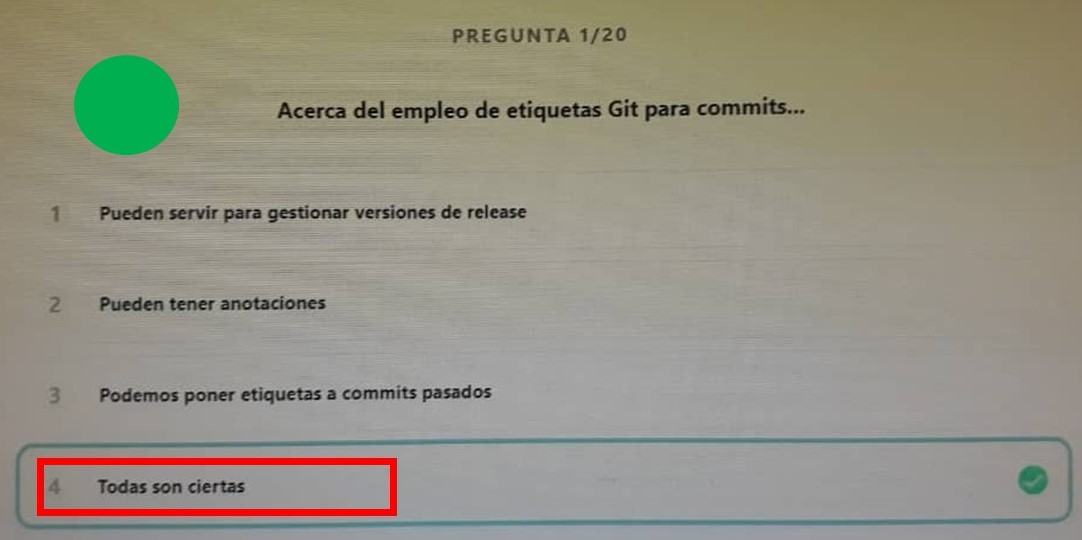 PREGUNTA 1/20
Acerca del empleo de etiquetas Git para commits...
1 Pueden servir para gestionar versiones de release
2 Pueden tener anotaciones
3 Podemos poner etiquetas a commits pasados
4 Todas son ciertas